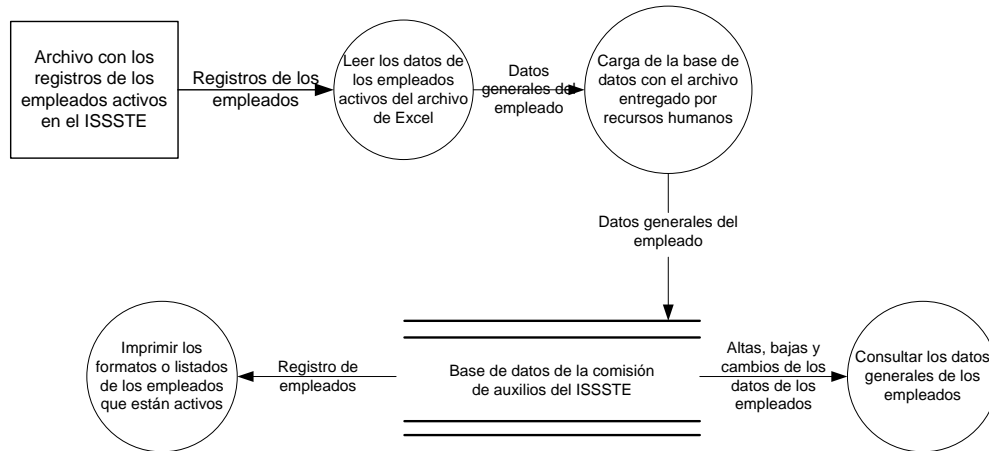 Archivo con los
registros de los
empleados activos
en el ISSSTE
Registros de los
empleados
Leer los datos de
los empleados
activos del archivo
de Excel
Datos
generales del
empleado
Carga de la base de
datos con el archivo
entregado por
recursos humanos
Datos generales del
empleado
Imprimir los
formatos o listados
de los empleados
que están activos
Registro de
empleados
Base de datos de la comisión
de auxilios del ISSSTE
Altas, bajas y
cambios de los
datos de los
empleados
Consultar los datos
generales de los
empleados